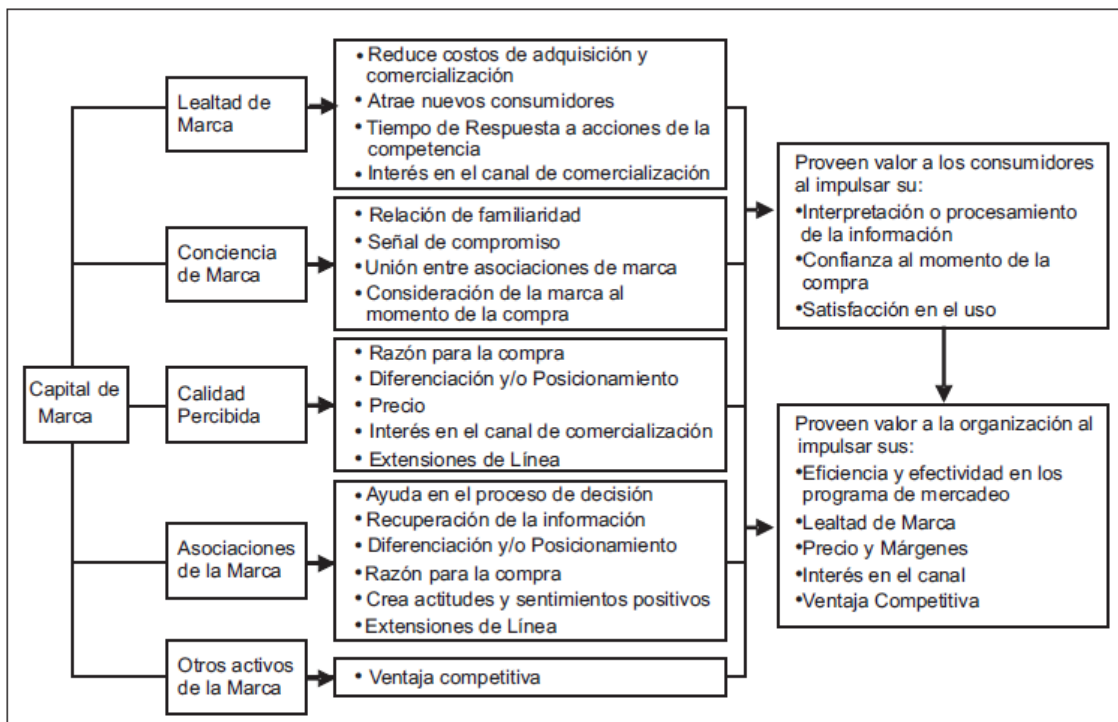 Capital de
Marca
Lealtad de
Marca
• Reduce costos de adquisición y
comercialización
• Atrae nuevos consumidores
• Tiempo de Respuesta a acciones de la
competencia
• Interés en el canal de comercialización
Conciencia
de Marca
• Relación de familiaridad
• Señal de compromiso
• Unión entre asociaciones de marca
• Consideración de la marca al
momento de la compra
Calidad
Percibida
• Razón para la compra
• Diferenciación y/o Posicionamiento
• Precio
• Interés en el canal de comercialización
• Extensiones de Línea
Asociaciones
de la Marca
• Ayuda en el proceso de decisión
• Recuperación de la información
• Diferenciación y/o Posicionamiento
• Razón para la compra
• Crea actitudes y sentimientos positivos
• Extensiones de Línea
Otros activos
de la Marca
• Ventaja competitiva
Proveen valor a los consumidores
al impulsar su:
•Interpretación o procesamiento
de la información
•Confianza al momento de la
compra
•Satisfacción en el uso
Proveen valor a la organización al
impulsar sus:
•Eficiencia y efectividad en los
programa de mercadeo
•Lealtad de Marca
•Precio y Márgenes
•Interés en el canal
•Ventaja Competitiva